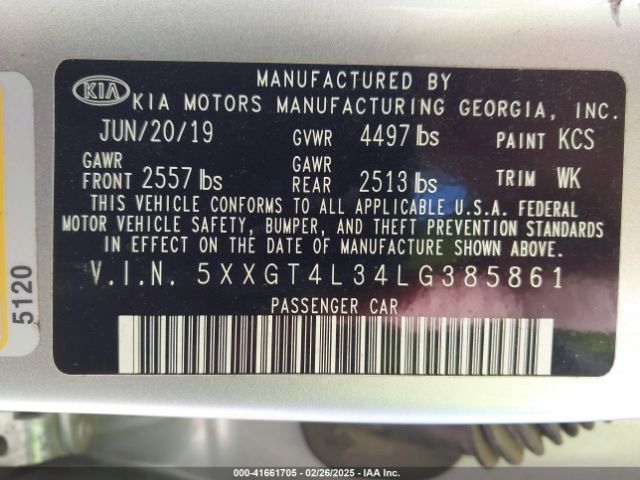 MANUFACTURED BY
KIA KIA MOTORS MANUFACTURING GEORGIA, INC.
JUN/20/19 GVWR 4497 lbs PAINT KCS
GAWR FRONT 2557 lbs GAWR REAR 2513 lbs TRIM WK
THIS VEHICLE CONFORMS TO ALL APPLICABLE U.S.A. FEDERAL
MOTOR VEHICLE SAFETY, BUMPER, AND THEFT PREVENTION STANDARDS
IN EFFECT ON THE DATE OF MANUFACTURE SHOWN ABOVE.
V.I.N. 5XXGT4L34LG385861
PASSENGER CAR
5120
000-41661705 - 02/26/2025 - IAA Inc.